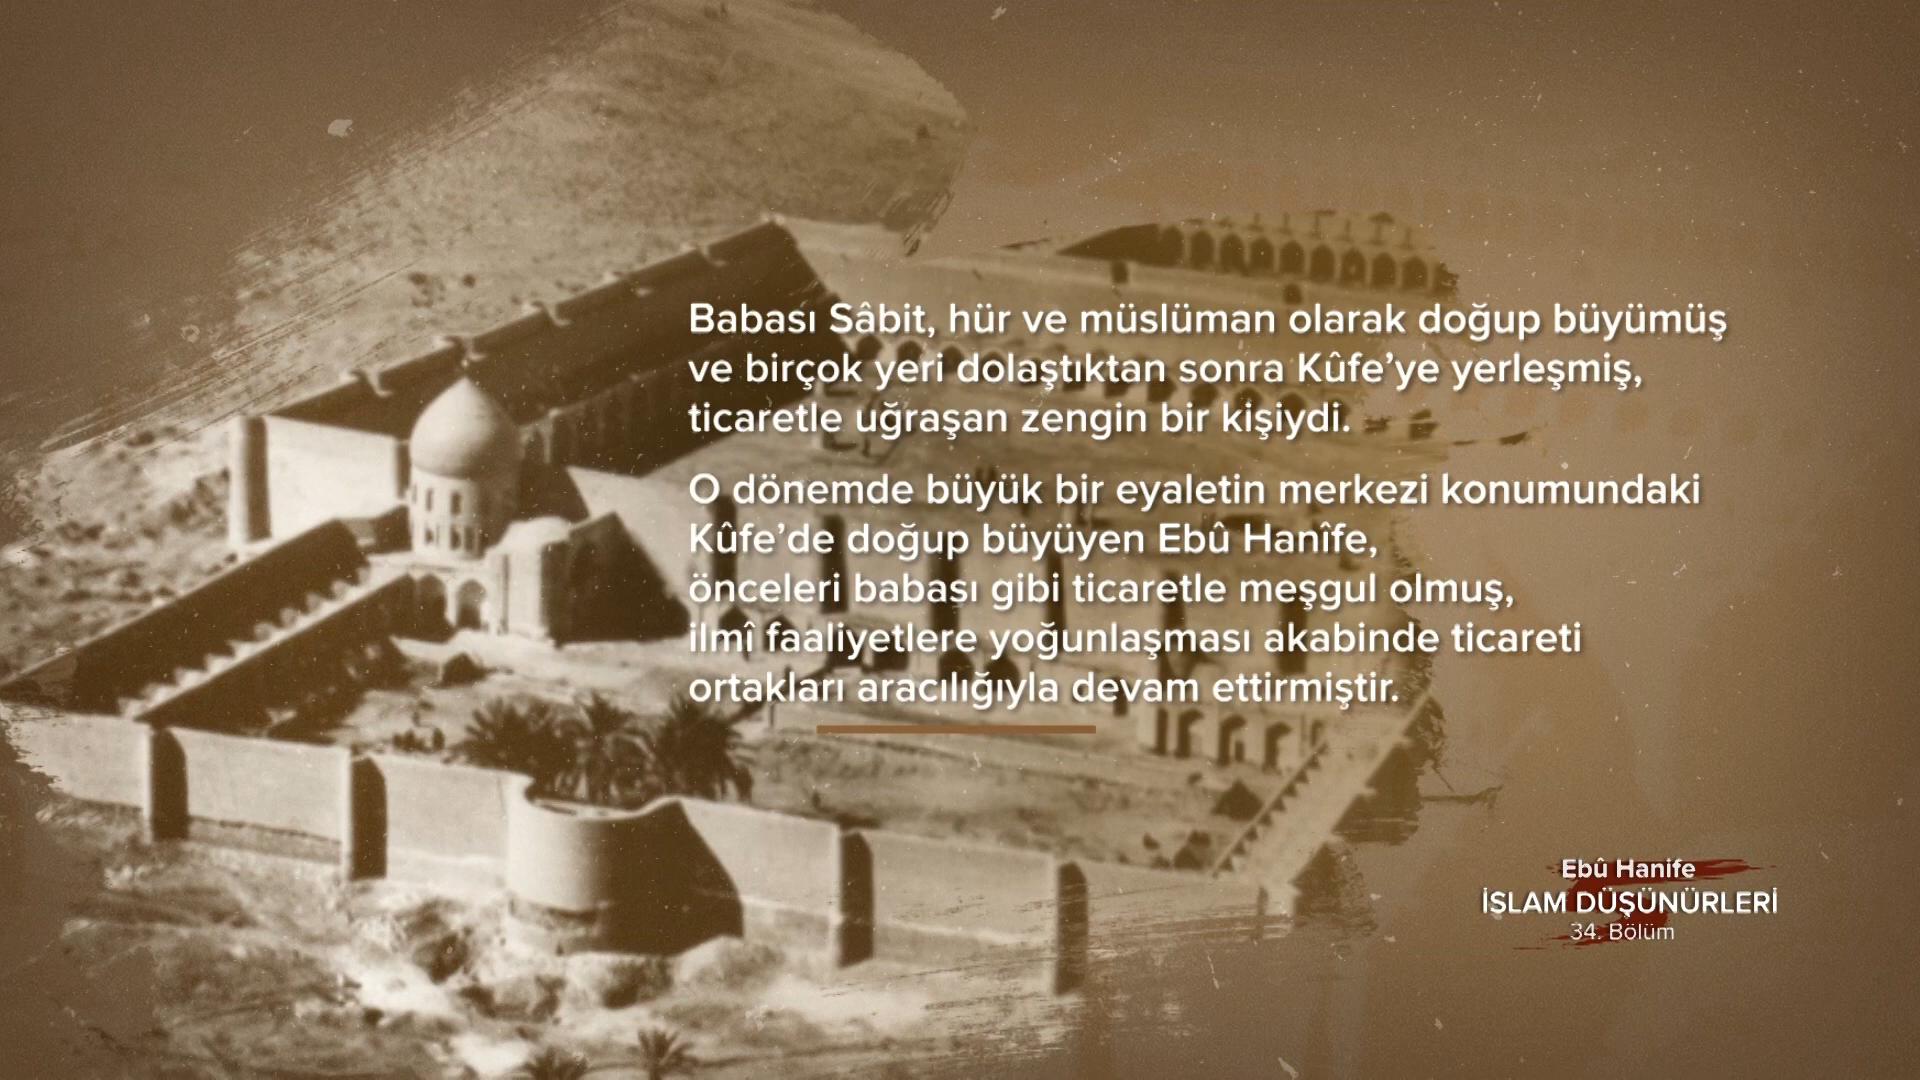 Babası Sâbit, hür ve müslüman olarak doğup büyümüş
ve birçok yeri dolaştıktan sonra Kûfe’ye yerleşmiş,
ticaretle uğraşan zengin bir kişiydi.
O dönemde büyük bir eyaletin merkezi konumundaki
Kûfe’de doğup büyüyen Ebû Hanîfe,
önceleri babası gibi ticaretle meşgul olmuş,
ilmî faaliyetlere yoğunlaşması akabinde ticareti
ortakları aracılığıyla devam ettirmiştir.
Ebû Hanife
İSLAM DÜŞÜNÜRLERİ
34. Bölüm